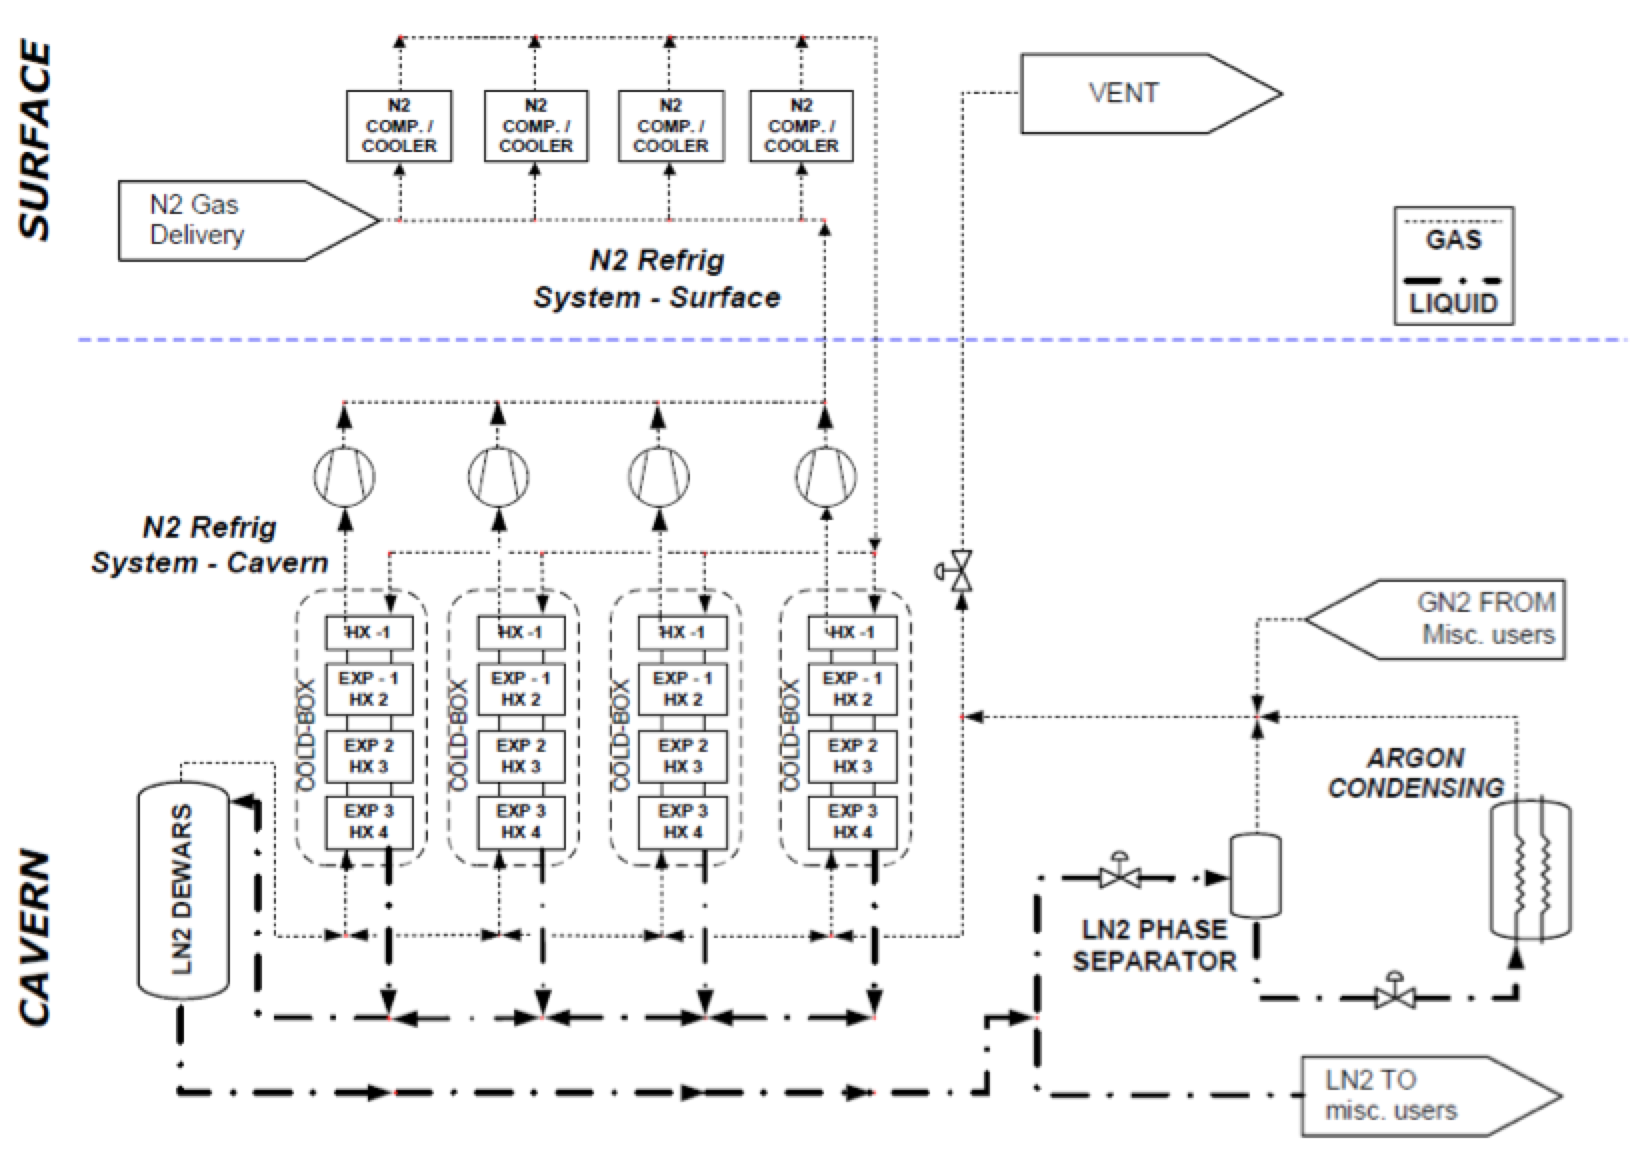 SURFACE
N2
COMP. /
COOLER
N2
COMP. /
COOLER
N2
COMP. /
COOLER
N2
COMP. /
COOLER
VENT
N2 Gas
Delivery
N2 Refrig
System - Surface
GAS
LIQUID
N2 Refrig
System - Cavern
CAVERN
COLD-BOX
HX -1
EXP - 1
HX 2
EXP 2
HX 3
EXP 3
HX 4
COLD-BOX
HX -1
EXP - 1
HX 2
EXP 2
HX 3
EXP 3
HX 4
COLD-BOX
HX -1
EXP - 1
HX 2
EXP 2
HX 3
EXP 3
HX 4
COLD-BOX
HX -1
EXP - 1
HX 2
EXP 2
HX 3
EXP 3
HX 4
GN2 FROM
Misc. users
ARGON
CONDENSING
LN2 DEWARS
LN2 PHASE
SEPARATOR
LN2 TO
misc. users